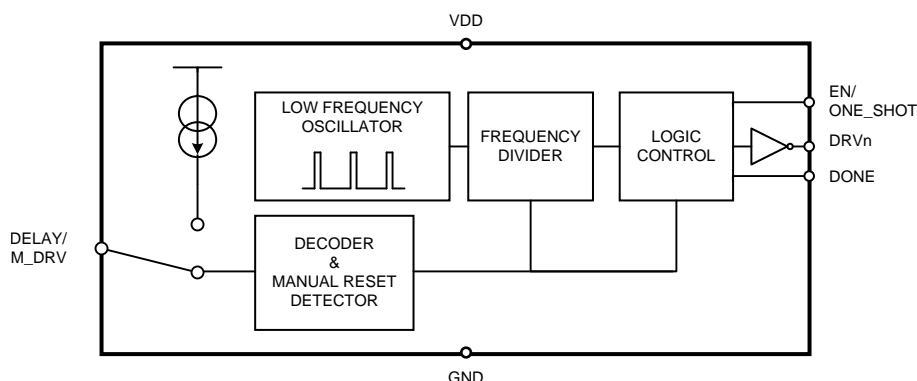 VDD
EN/
ONE_SHOT
LOW FREQUENCY
OSCILLATOR
FREQUENCY
DIVIDER
LOGIC
CONTROL
DRVn
DONE
DELAY/
M_DRV
DECODER
&
MANUAL RESET
DETECTOR
GND